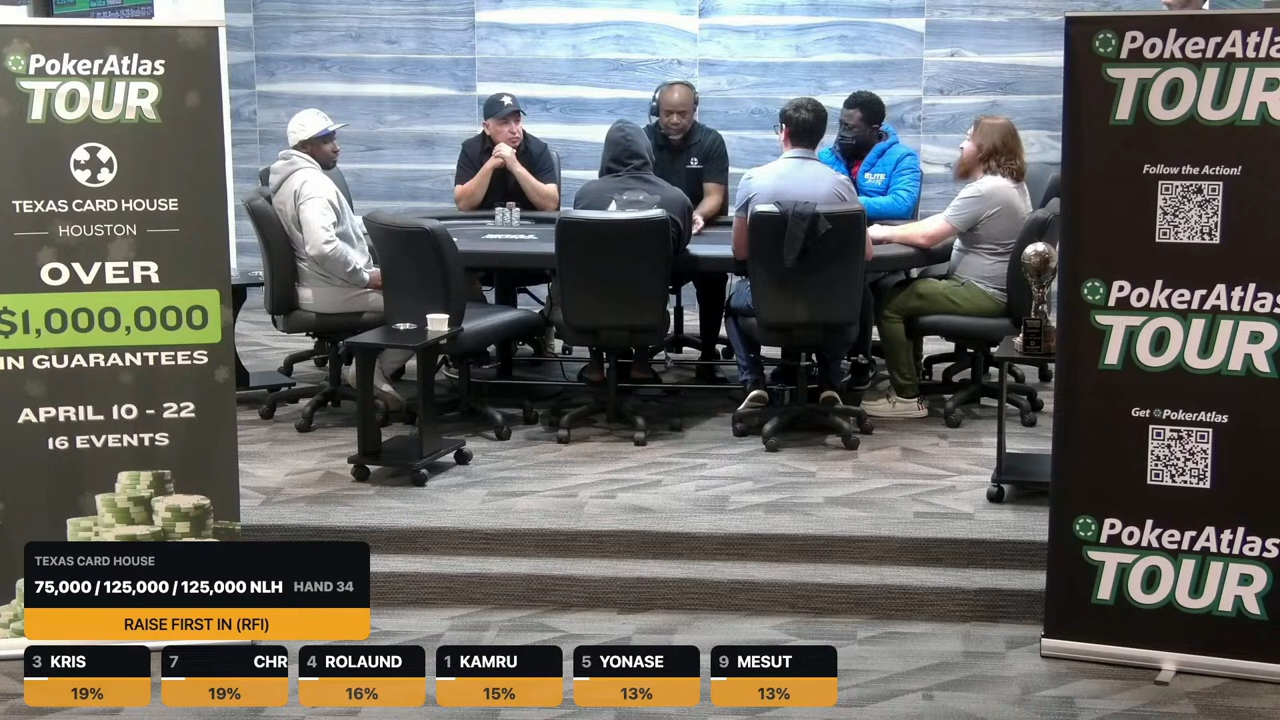 PokerAtlas
TOUR
TEXAS CARD HOUSE
HOUSTON
OVER
$1,000,000
IN GUARANTEES
APRIL 10 - 22
16 EVENTS
ELITE
PokerAtlas
TOUR
Follow the Action!
PokerAtlas
TOUR
Get PokerAtlas
PokerAtlas
TOUR
TEXAS CARD HOUSE
75,000 / 125,000 / 125,000 NLH HAND 34
RAISE FIRST IN (RFI)
3 KRIS
19%
7 CHR
19%
4 ROLAUND
16%
1 KAMRU
15%
5 YONASE
13%
9 MESUT
13%